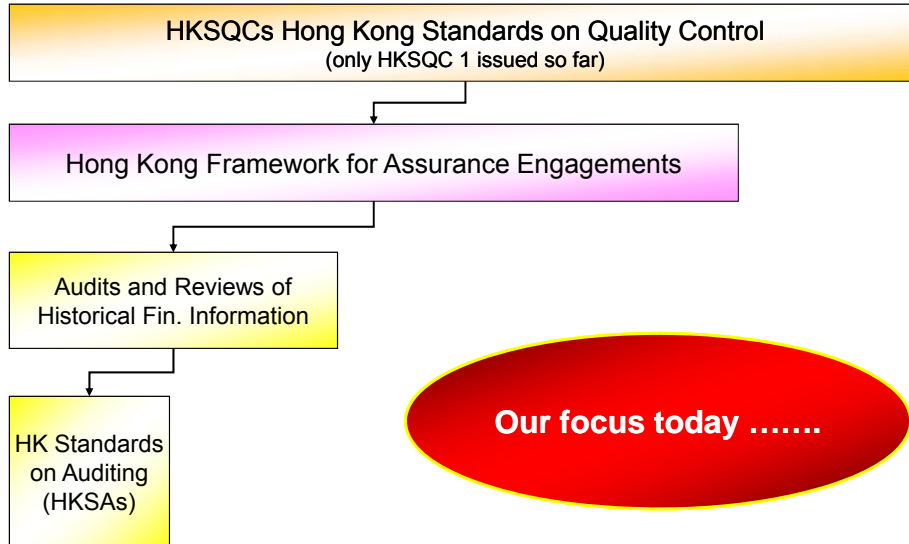 HKSQCs Hong Kong Standards on Quality Control
(only HKSQC 1 issued so far)
Hong Kong Framework for Assurance Engagements
Audits and Reviews of
Historical Fin. Information
HK Standards
on Auditing
(HKSAs)
Our focus today …….